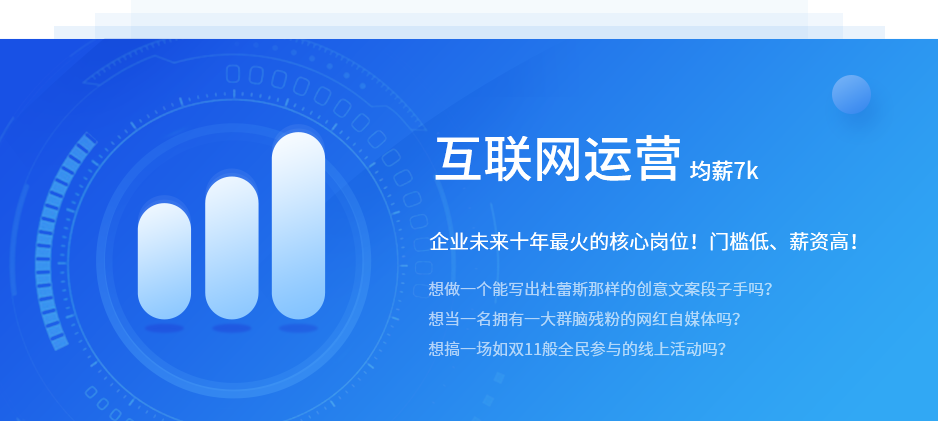 互联网运营 均薪7k
企业未来十年最火的核心岗位！门槛低、薪资高！
想做一个能写出杜蕾斯那样的创意文案段子手吗？
想当一名拥有一大群脑残粉的网红自媒体吗？
想搞一场如双11般全民参与的线上活动吗？